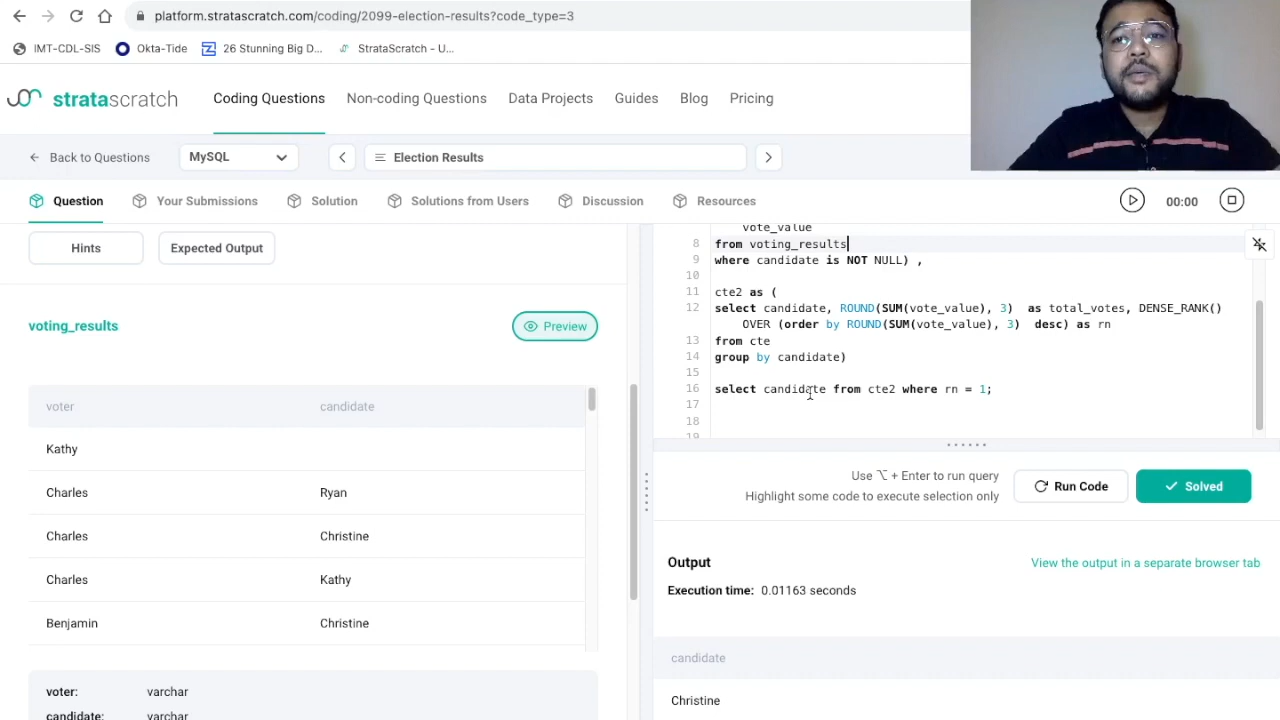 platform.stratascratch.com/coding/2099-election-results?code_type=3
IMT-CDL-SIS Okta-Tide 26 Stunning Big D... StrataScratch - U...
stratascratch Coding Questions Non-coding Questions Data Projects Guides Blog Pricing
Back to Questions MySQL Election Results
Question Your Submissions Solution Solutions from Users Discussion Resources 00:00
Hints Expected Output
voting_results Preview
voter candidate
Kathy
Charles Ryan
Charles Christine
Charles Kathy
Benjamin Christine
voter: varchar
candidate: varchar
vote_value
8 from voting_results
9 where candidate is NOT NULL) ,
10
11 cte2 as (
12 select candidate, ROUND(SUM(vote_value), 3) as total_votes, DENSE_RANK()
OVER (order by ROUND(SUM(vote_value), 3) desc) as rn
13 from cte
14 group by candidate)
15
16 select candidate from cte2 where rn = 1;
17
18
19
Use ⌥ + Enter to run query
Highlight some code to execute selection only
Run Code Solved
Output View the output in a separate browser tab
Execution time: 0.01163 seconds
candidate
Christine